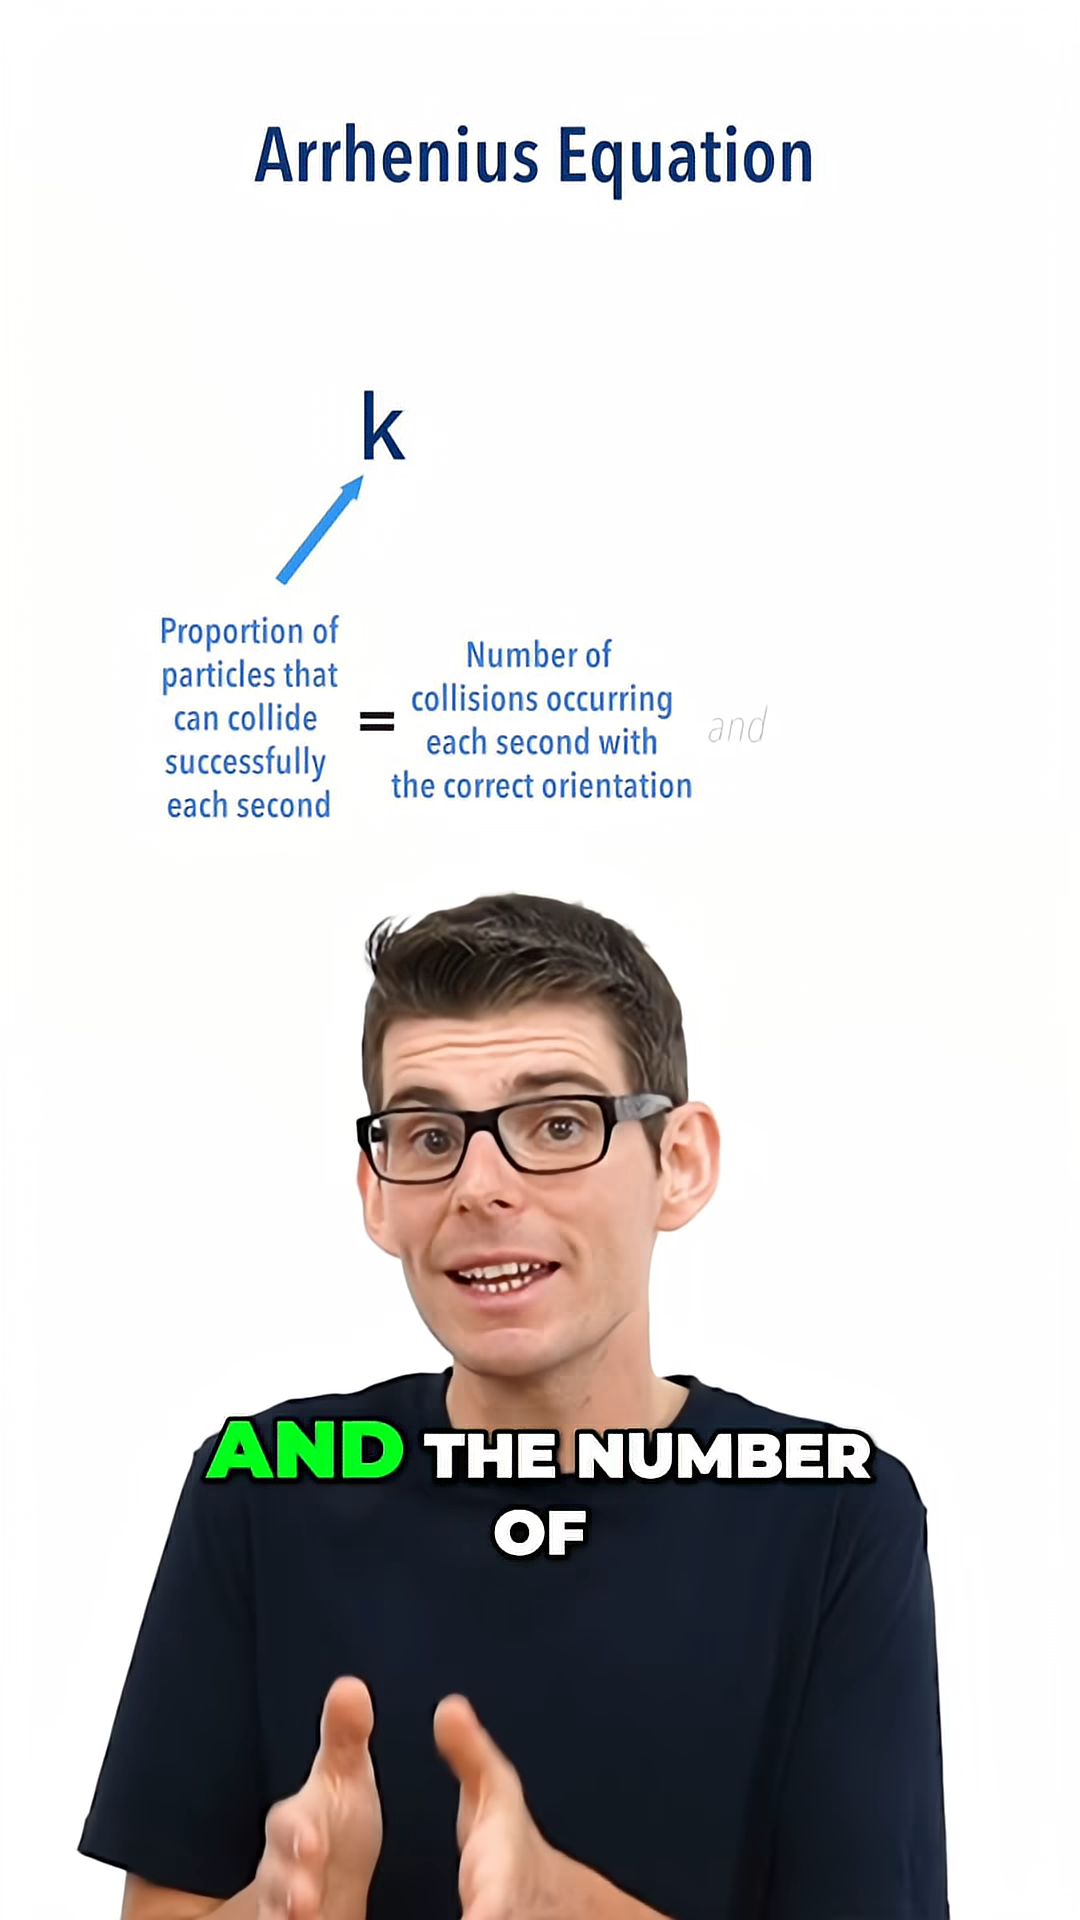 Arrhenius Equation
k
Proportion of
particles that
can collide
successfully
each second
=
Number of
collisions occurring
each second with
the correct orientation
and
AND THE NUMBER
OF